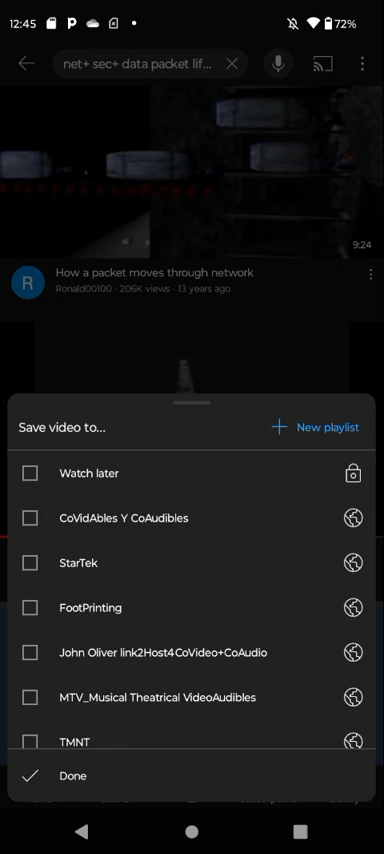 12:45
72%
net+ sec+ data packet lif...
9:24
R
How a packet moves through network
Ronald00100 · 206K views · 13 years ago
Save video to...
New playlist
Watch later
CoVidAbles Y CoAudibles
StarTek
FootPrinting
John Oliver link2Host4CoVideo+CoAudio
MTV_Musical Theatrical VideoAudibles
TMNT
Done